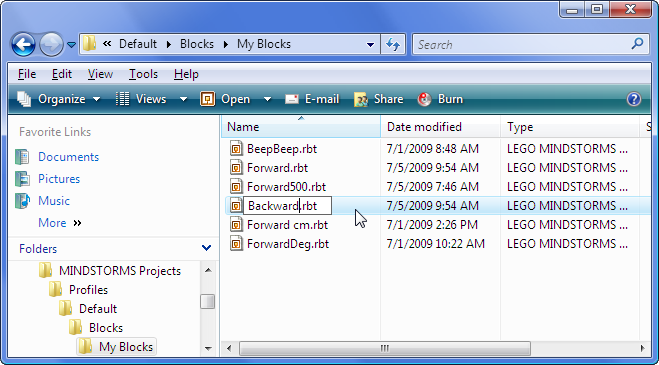 Default ▸ Blocks ▸ My Blocks
Search
File Edit View Tools Help
Organize Views Open E-mail Share Burn
Favorite Links
Documents
Pictures
Music
More »
Folders
MINDSTORMS Projects
Profiles
Default
Blocks
My Blocks
Name Date modified Type S
BeepBeep.rbt 7/1/2009 8:48 AM LEGO MINDSTORMS ...
Forward.rbt 7/5/2009 9:54 AM LEGO MINDSTORMS ...
Forward500.rbt 7/5/2009 7:46 AM LEGO MINDSTORMS ...
Backward.rbt 7/5/2009 9:54 AM LEGO MINDSTORMS ...
Forward cm.rbt 7/1/2009 2:26 PM LEGO MINDSTORMS ...
ForwardDeg.rbt 7/1/2009 10:22 AM LEGO MINDSTORMS ...